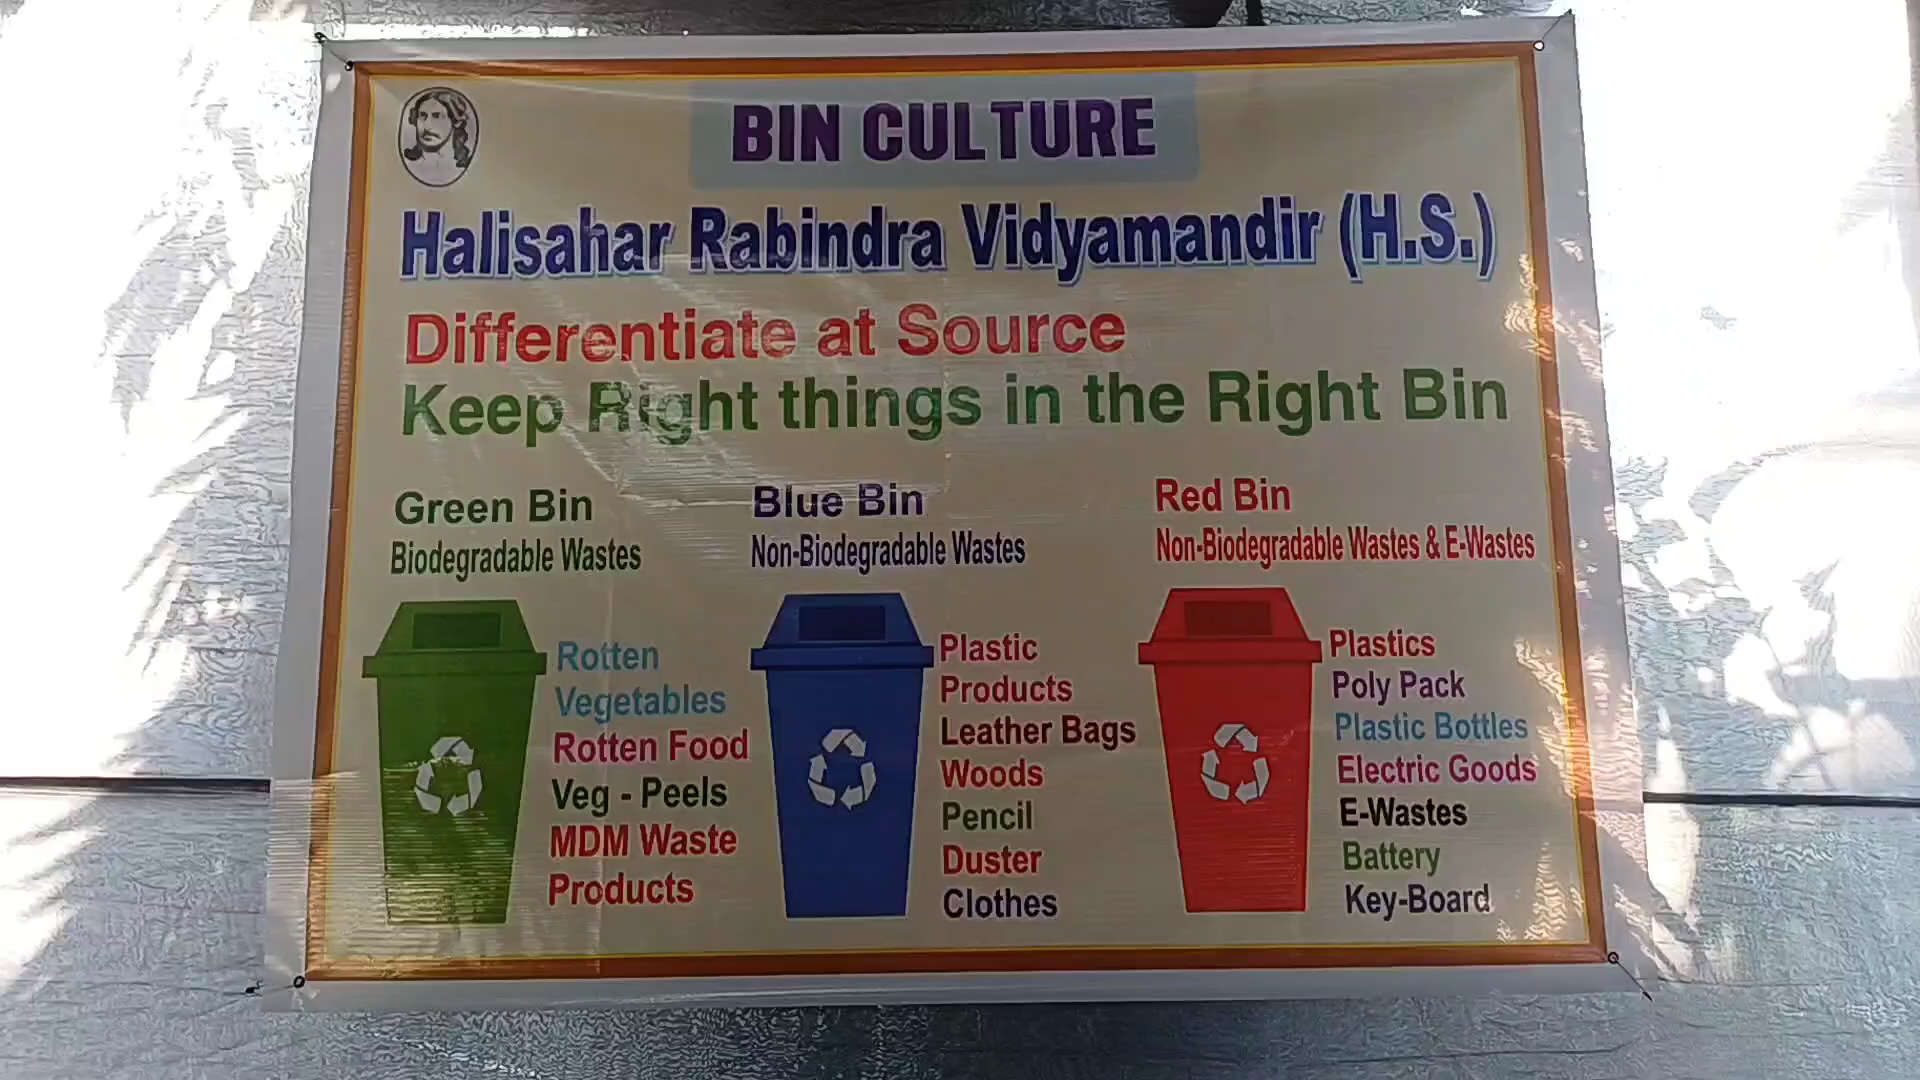 BIN CULTURE
Halisahar Rabindra Vidyamandir (H.S.)
Differentiate at Source
Keep Right things in the Right Bin
Green Bin
Biodegradable Wastes
Rotten
Vegetables
Rotten Food
Veg - Peels
MDM Waste
Products
Blue Bin
Non-Biodegradable Wastes
Plastic
Products
Leather Bags
Woods
Pencil
Duster
Clothes
Red Bin
Non-Biodegradable Wastes & E-Wastes
Plastics
Poly Pack
Plastic Bottles
Electric Goods
E-Wastes
Battery
Key-Board